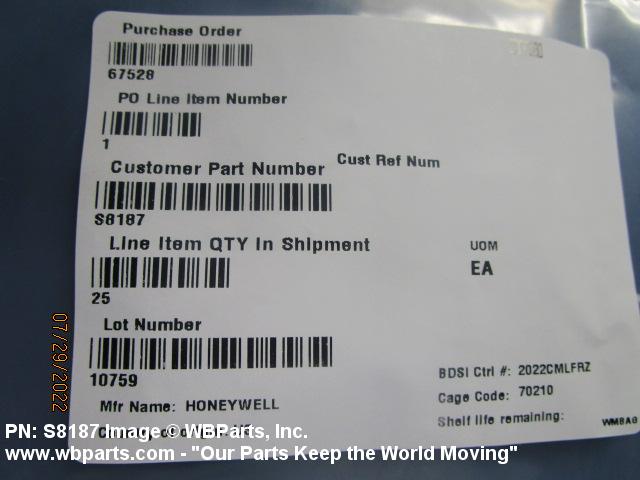 Purchase Order
67528
PO Line Item Number
1
Customer Part Number Cust Ref Num
S8187
Line Item QTY In Shipment UOM
25 EA
Lot Number
10759
BDSI Ctrl #: 2022CMLFRZ
Mfr Name: HONEYWELL Cage Code: 70210
Shelf life remaining:
WMBAG
07/29/2022
PN: S8187 Image © WBParts, Inc.
www.wbparts.com - "Our Parts Keep the World Moving"